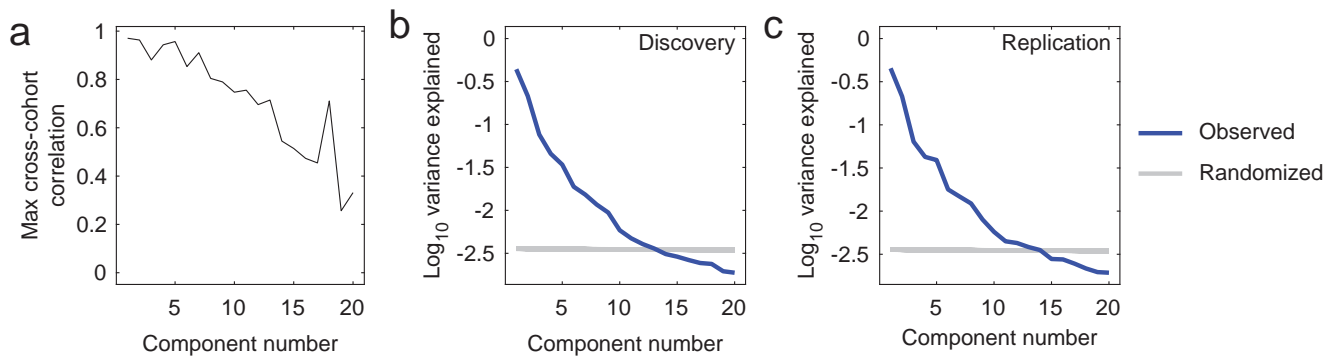 a
Max cross-cohort
correlation
1
0.8
0.6
0.4
0.2
0
5 10 15 20
Component number
b
Discovery
Log10 variance explained
0
-0.5
-1
-1.5
-2
-2.5
5 10 15 20
Component number
c
Replication
Log10 variance explained
0
-0.5
-1
-1.5
-2
-2.5
5 10 15 20
Component number
Observed
Randomized